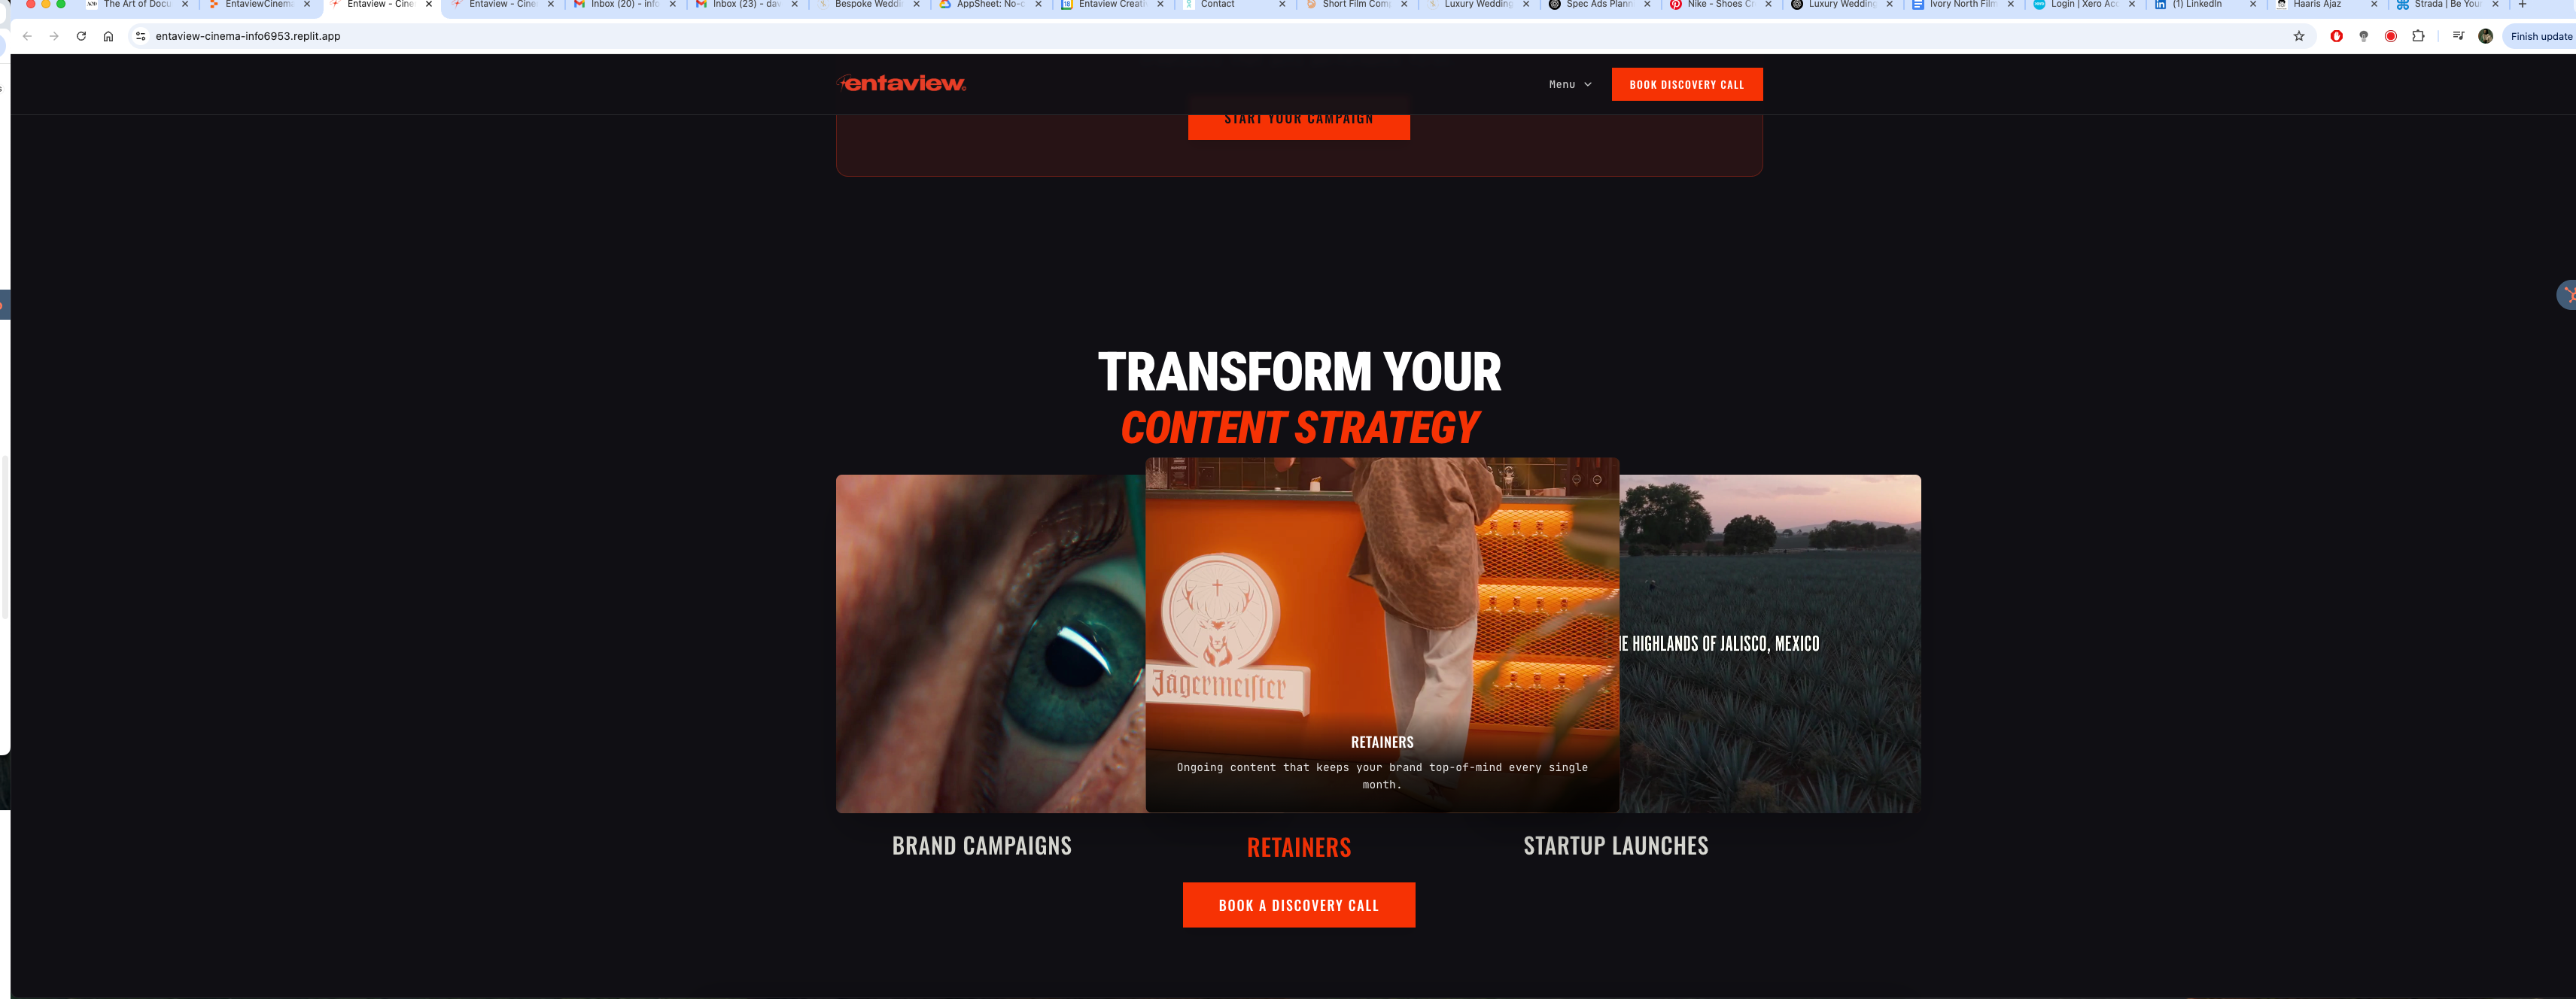 The Art of Docu
EntaviewCinema
Entaview - Cine
Entaview - Cine
Inbox (20) - info
Inbox (23) - dav
Bespoke Weddi
AppSheet: No-c
Entaview Creati
Contact
Short Film Com
Luxury Wedding
Spec Ads Plann
Nike - Shoes Cr
Luxury Wedding
Ivory North Film
Login | Xero Acc
(1) LinkedIn
Haaris Ajaz
Strada | Be You
entaview-cinema-info6953.replit.app
Finish update
entaview
Menu
BOOK DISCOVERY CALL
START YOUR CAMPAIGN
TRANSFORM YOUR
CONTENT STRATEGY
Jägermeister
HE HIGHLANDS OF JALISCO, MEXICO
RETAINERS
Ongoing content that keeps your brand top-of-mind every single
month.
BRAND CAMPAIGNS
RETAINERS
STARTUP LAUNCHES
BOOK A DISCOVERY CALL